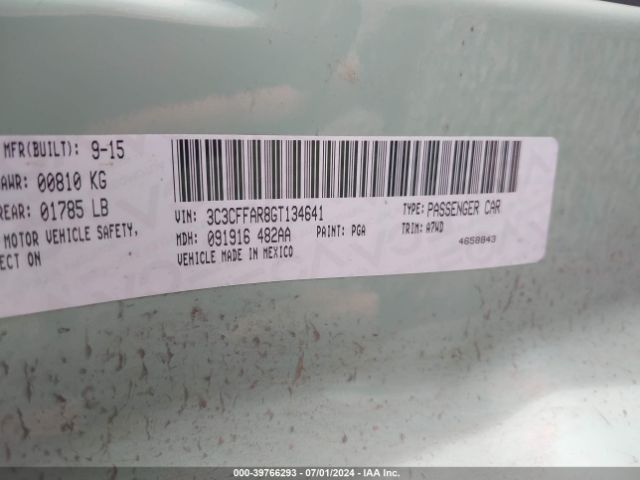 MFR(BUILT): 9-15
AWR: 00810 KG
REAR: 01785 LB
MOTOR VEHICLE SAFETY,
ECT ON
VIN: 3C3CFFAR8GT134641 TYPE: PASSENGER CAR
MDH: 091916 482AA PAINT: PGA TRIM: A7WD
VEHICLE MADE IN MEXICO 4658843
000-39766293 - 07/01/2024 - IAA Inc.